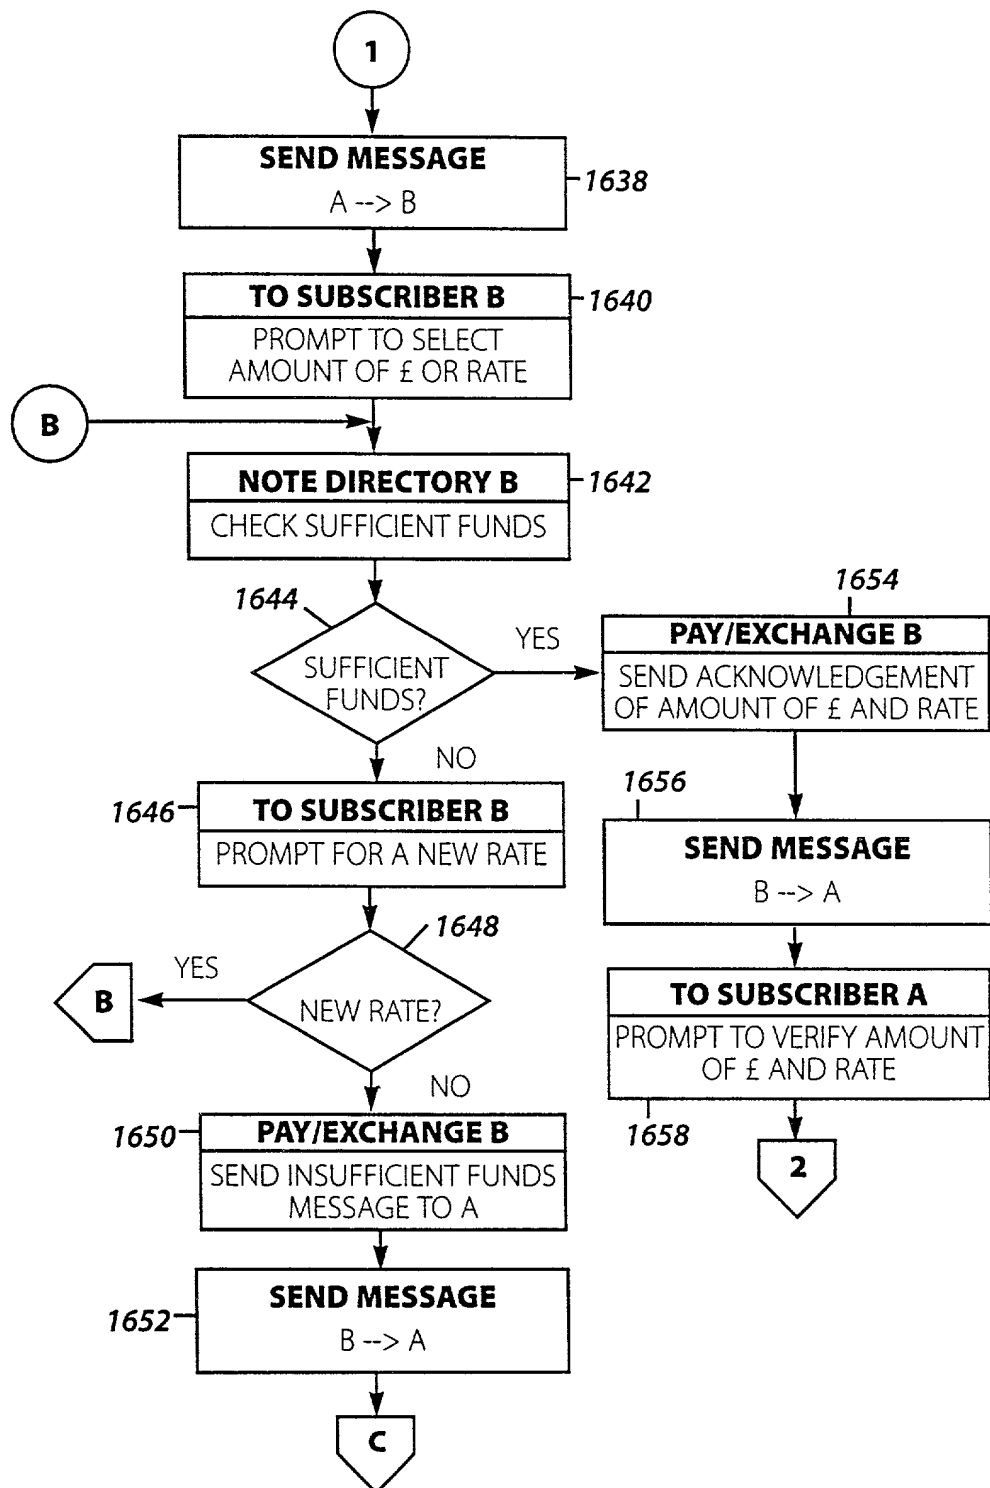 1
SEND MESSAGE
A --> B
1638
TO SUBSCRIBER B
1640
PROMPT TO SELECT
AMOUNT OF £ OR RATE
B
NOTE DIRECTORY B
1642
CHECK SUFFICIENT FUNDS
1644
SUFFICIENT
FUNDS?
YES
NO
1654
PAY/EXCHANGE B
SEND ACKNOWLEDGEMENT
OF AMOUNT OF £ AND RATE
1646
TO SUBSCRIBER B
PROMPT FOR A NEW RATE
1656
SEND MESSAGE
B --> A
1648
NEW RATE?
YES
B
NO
TO SUBSCRIBER A
PROMPT TO VERIFY AMOUNT
OF £ AND RATE
1658
2
1650
PAY/EXCHANGE B
SEND INSUFFICIENT FUNDS
MESSAGE TO A
1652
SEND MESSAGE
B --> A
C